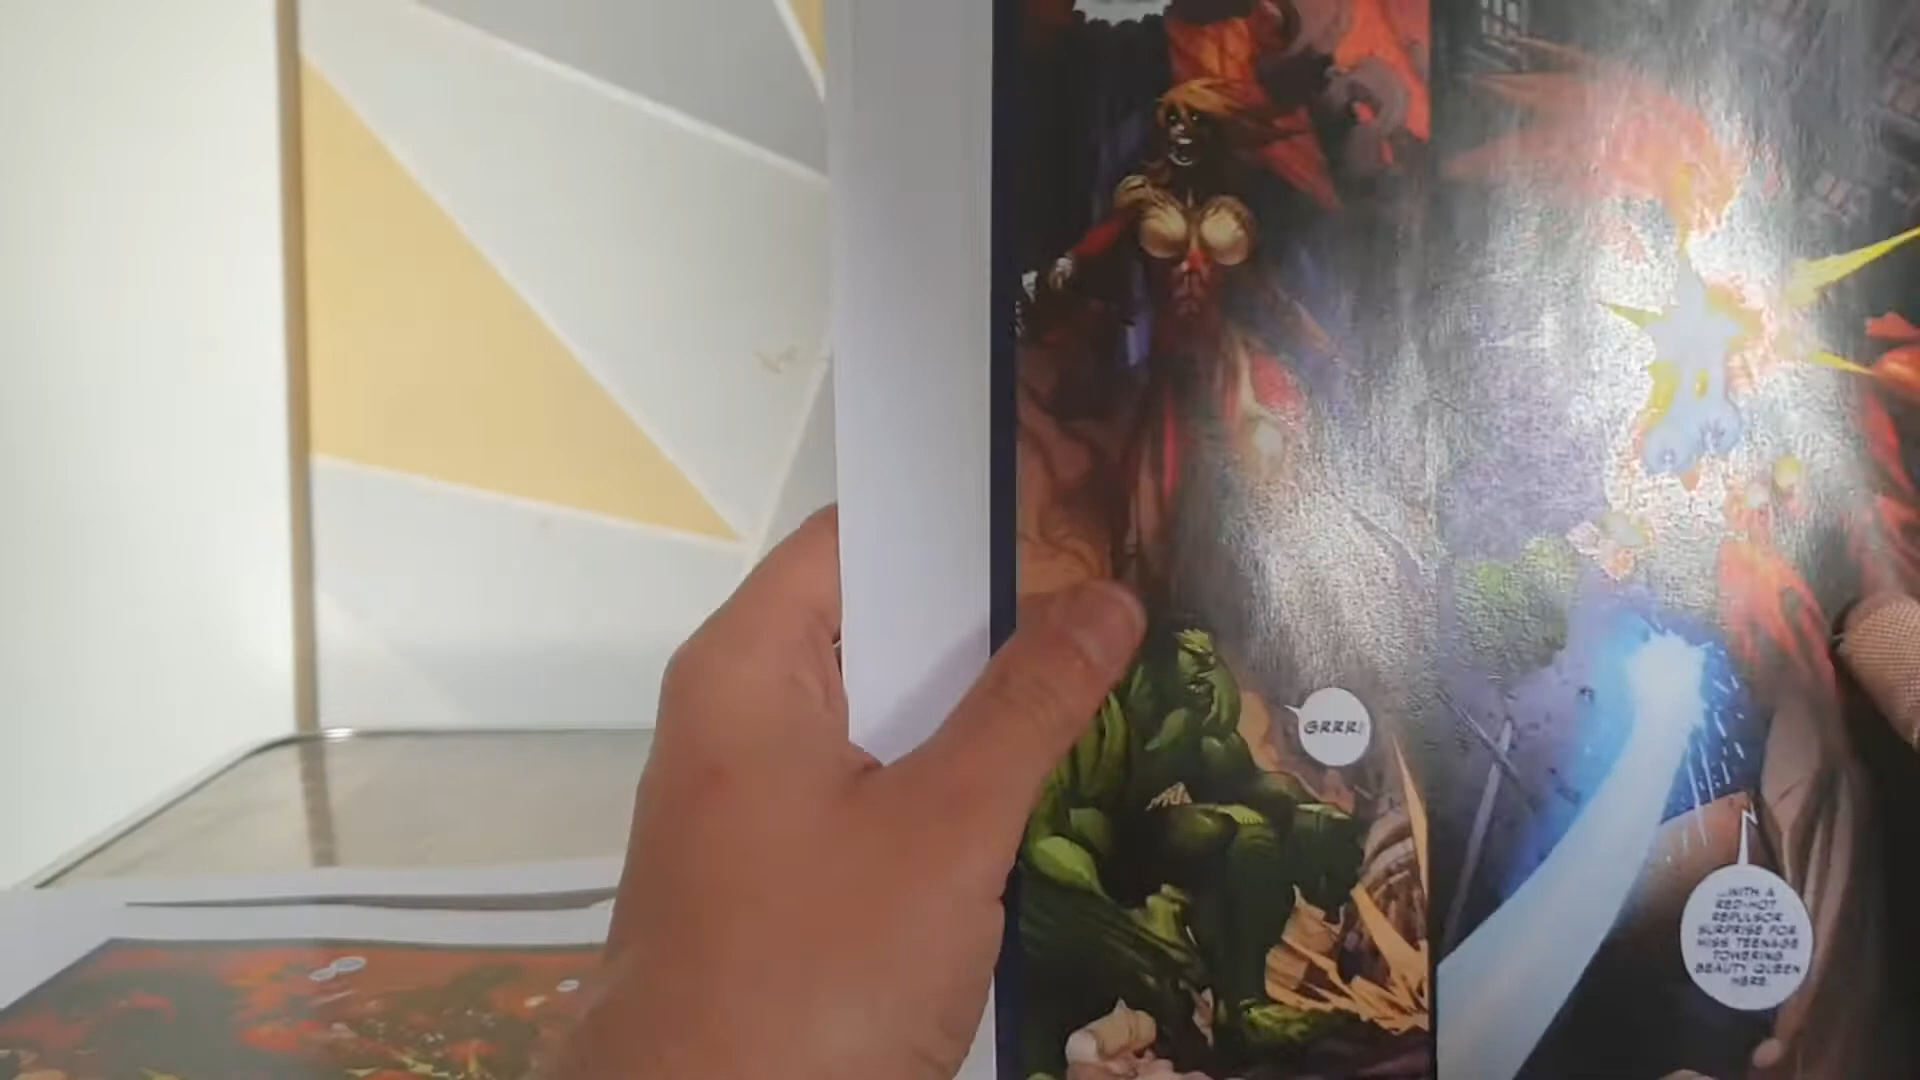 GRRR!
...WITH A
RED-HOT
REPULSOR
SURPRISE FOR
MISS TEENAGE
TOWERING
BEAUTY QUEEN
HERE.